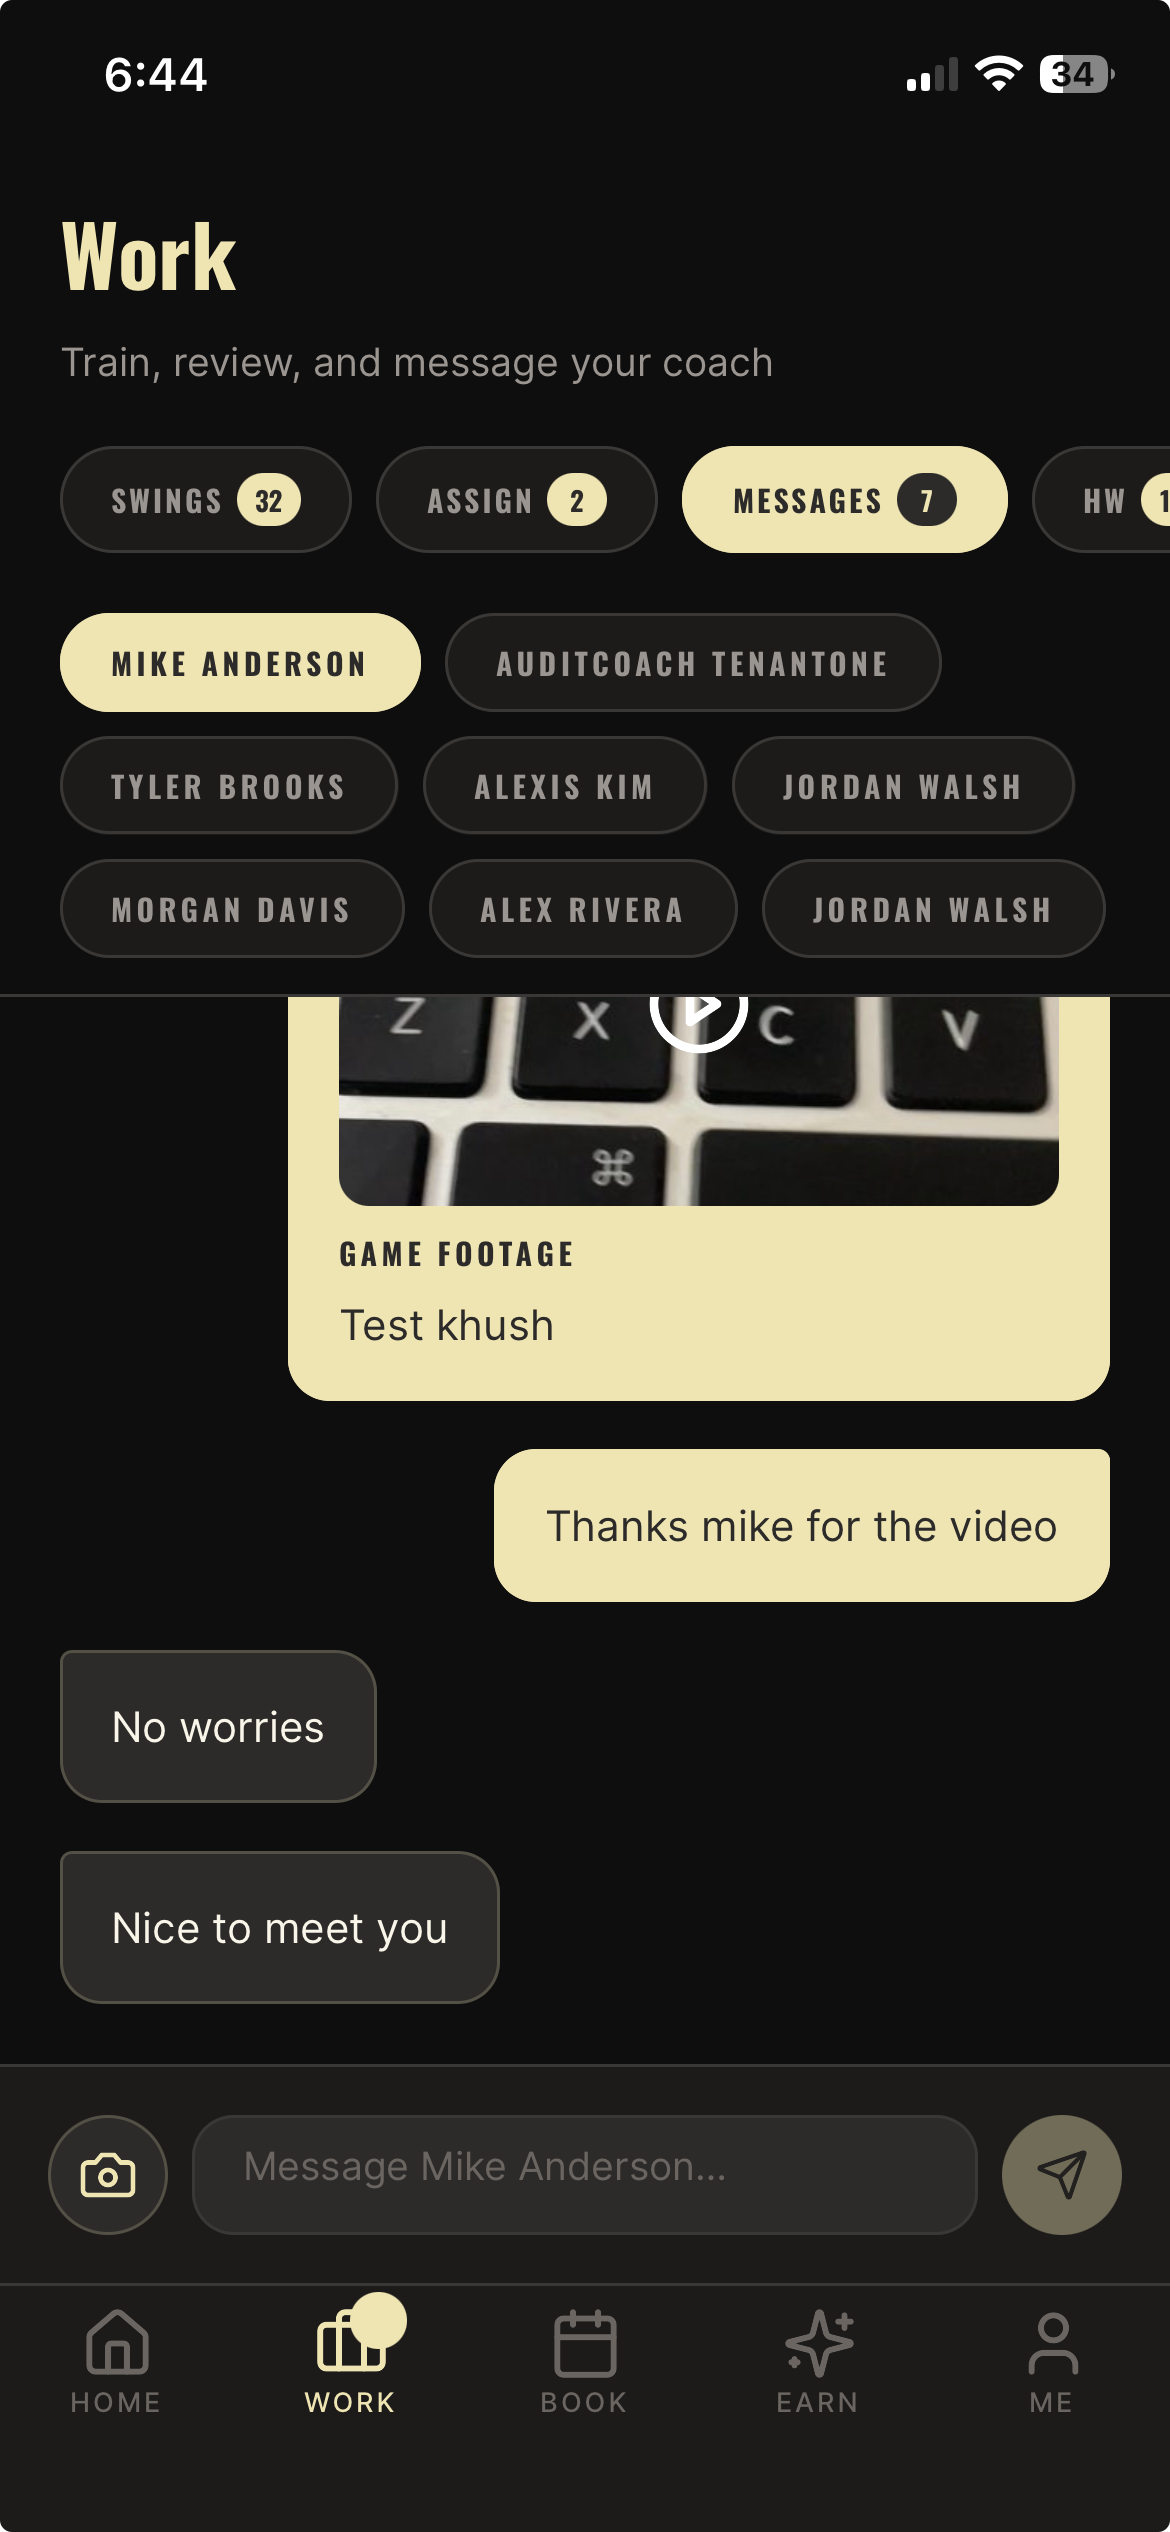 6:44
34
Work
Train, review, and message your coach
SWINGS 32 ASSIGN 2 MESSAGES 7 HW
MIKE ANDERSON AUDITCOACH TENANTONE
TYLER BROOKS ALEXIS KIM JORDAN WALSH
MORGAN DAVIS ALEX RIVERA JORDAN WALSH
Z X C V
⌘
GAME FOOTAGE
Test khush
Thanks mike for the video
No worries
Nice to meet you
Message Mike Anderson...
HOME WORK BOOK EARN ME